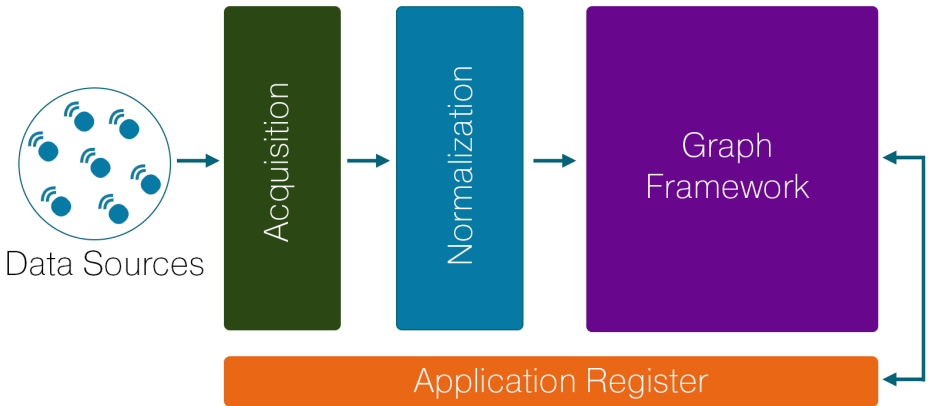 Data Sources
Acquisition
Normalization
Graph
Framework
Application Register